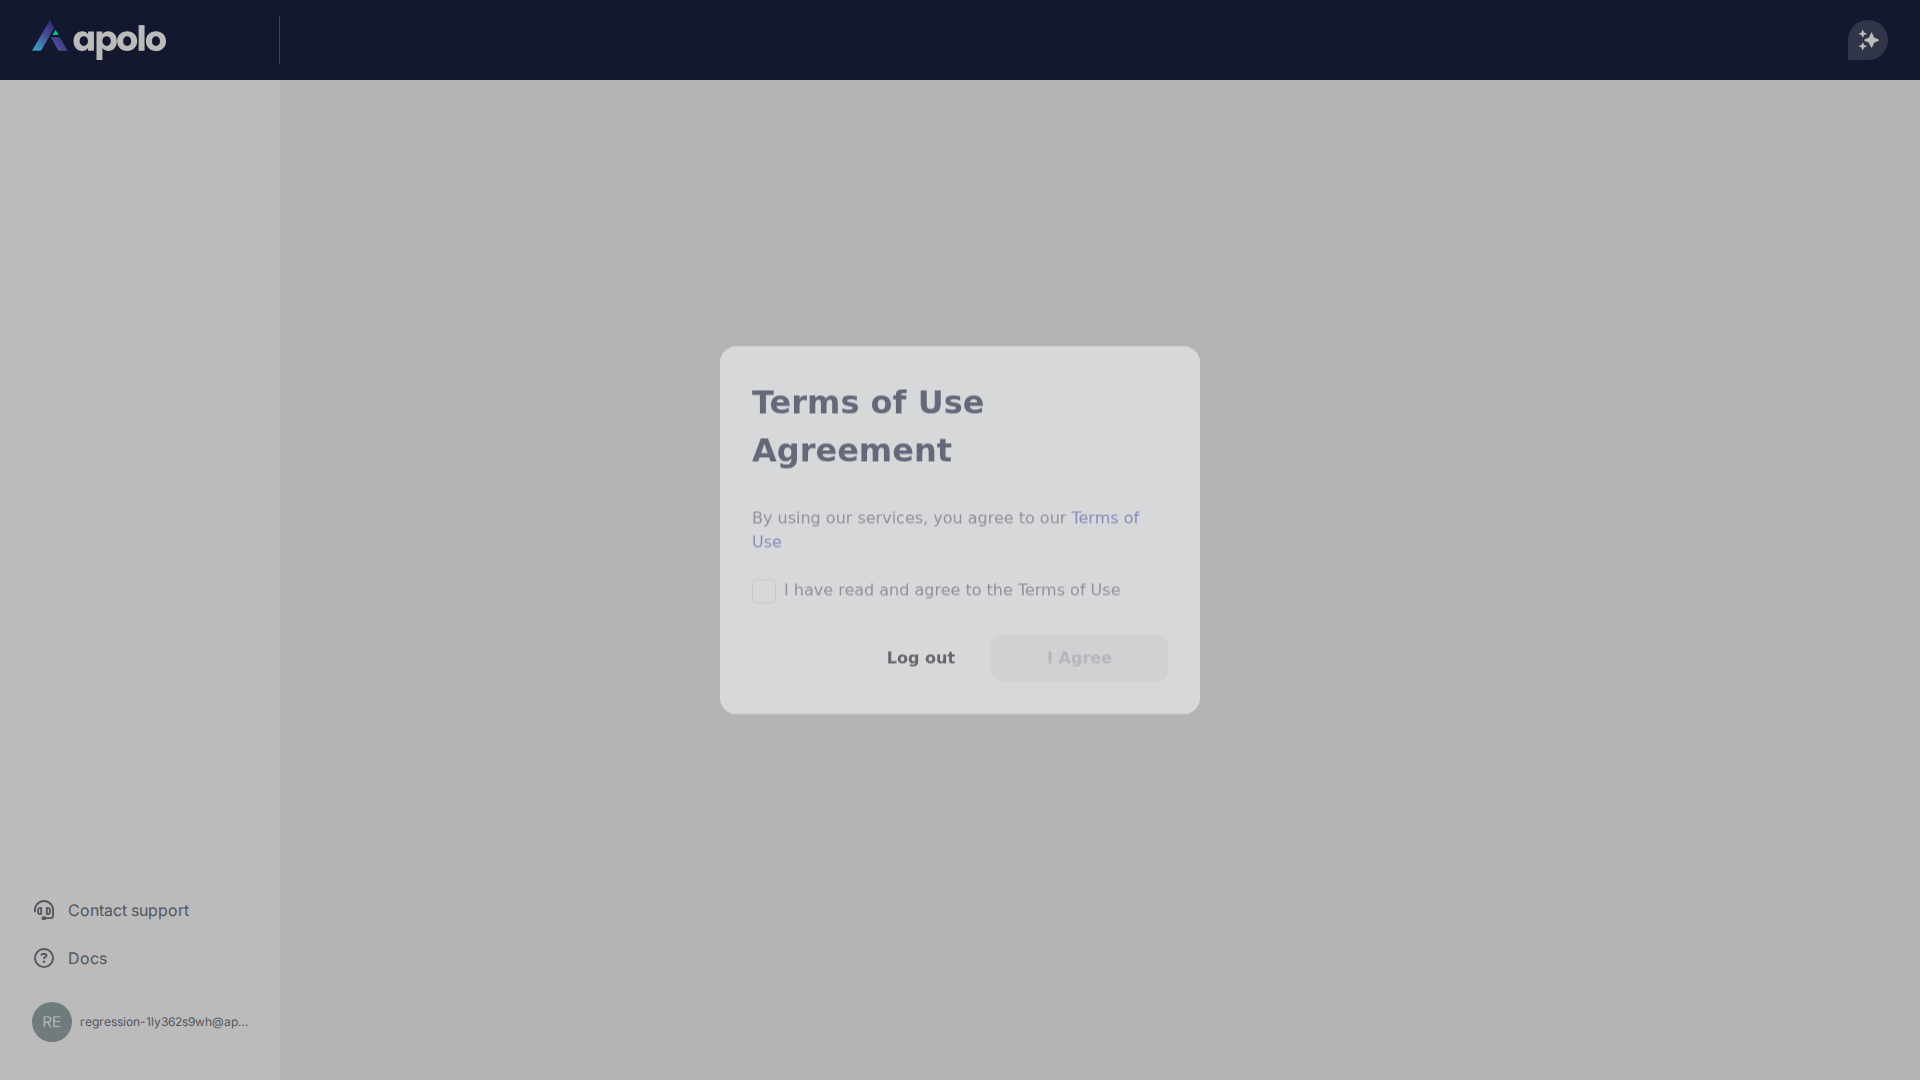 apolo
Terms of Use
Agreement
By using our services, you agree to our Terms of
Use
I have read and agree to the Terms of Use
Log out
I Agree
Contact support
Docs
RE
regression-1ly362s9wh@ap...